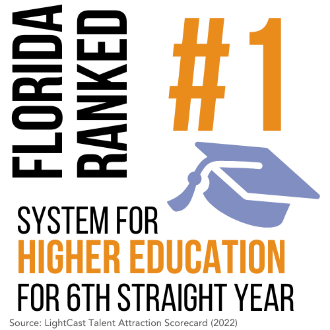 FLORIDA
RANKED
#1
SYSTEM FOR
HIGHER EDUCATION
FOR 6TH STRAIGHT YEAR
Source: LightCast Talent Attraction Scorecard (2022)